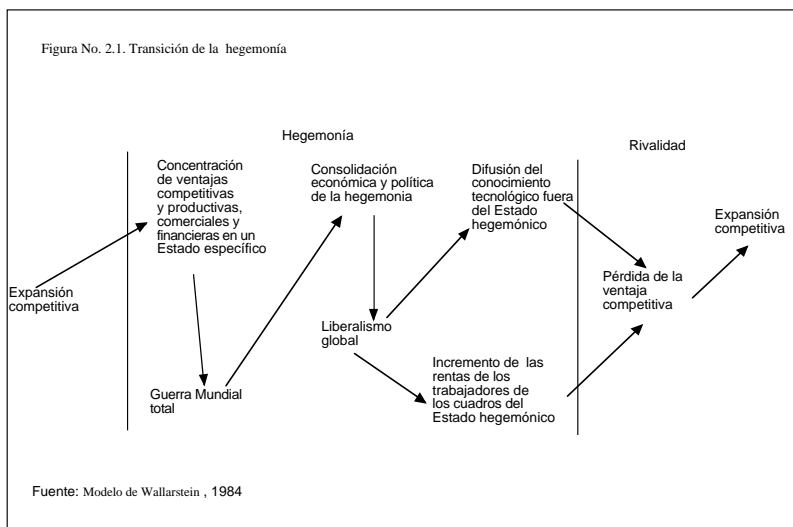 Figura No. 2.1. Transición de la hegemonía
Hegemonía
Rivalidad
Expansión
competitiva
Concentración
de ventajas
competitivas
y productivas,
comerciales y
financieras en un
Estado específico
Guerra Mundial
total
Consolidación
económica y política
de la hegemonia
Liberalismo
global
Difusión del
conocimiento
tecnológico fuera
del Estado
hegemónico
Incremento de las
rentas de los
trabajadores de
los cuadros del
Estado hegemónico
Pérdida de la
ventaja
competitiva
Expansión
competitiva
Fuente: Modelo de Wallarstein , 1984